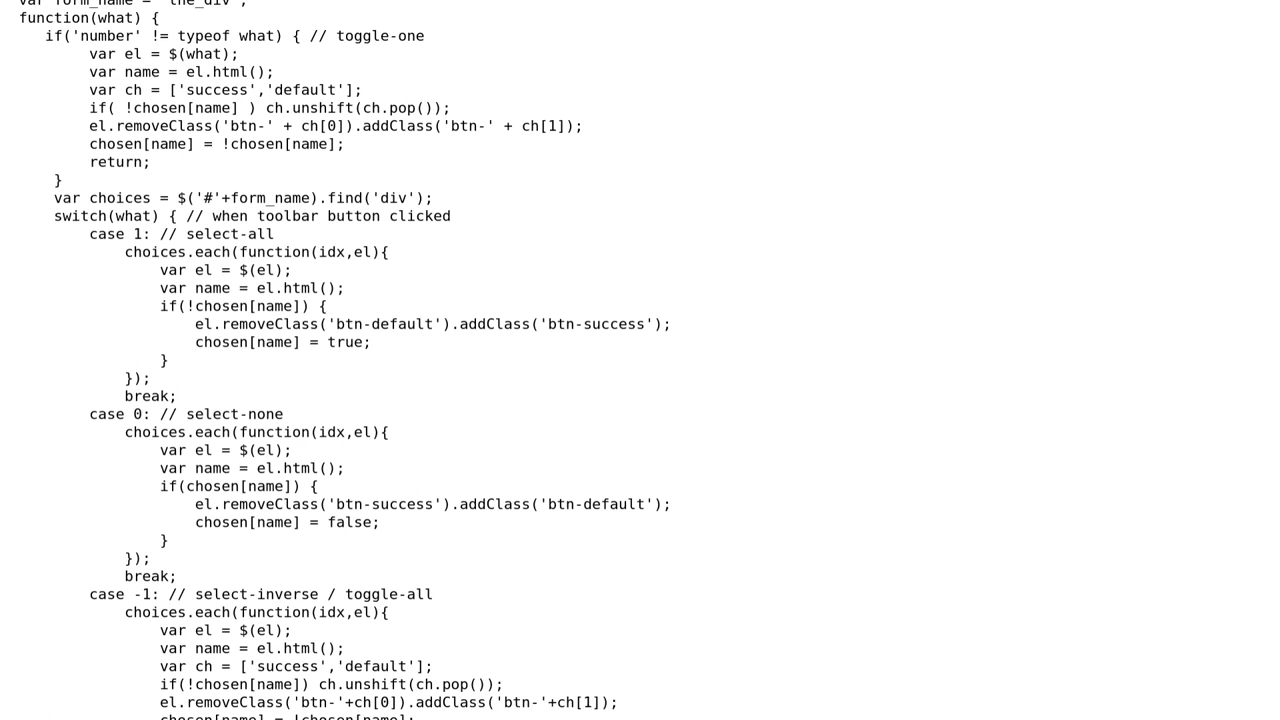 var form_name = 'the_div';
function(what) {
if('number' != typeof what) { // toggle-one
var el = $(what);
var name = el.html();
var ch = ['success','default'];
if( !chosen[name] ) ch.unshift(ch.pop());
el.removeClass('btn-' + ch[0]).addClass('btn-' + ch[1]);
chosen[name] = !chosen[name];
return;
}
var choices = $('#'+form_name).find('div');
switch(what) { // when toolbar button clicked
case 1: // select-all
choices.each(function(idx,el){
var el = $(el);
var name = el.html();
if(!chosen[name]) {
el.removeClass('btn-default').addClass('btn-success');
chosen[name] = true;
}
});
break;
case 0: // select-none
choices.each(function(idx,el){
var el = $(el);
var name = el.html();
if(chosen[name]) {
el.removeClass('btn-success').addClass('btn-default');
chosen[name] = false;
}
});
break;
case -1: // select-inverse / toggle-all
choices.each(function(idx,el){
var el = $(el);
var name = el.html();
var ch = ['success','default'];
if(!chosen[name]) ch.unshift(ch.pop());
el.removeClass('btn-'+ch[0]).addClass('btn-'+ch[1]);
chosen[name] = !chosen[name];